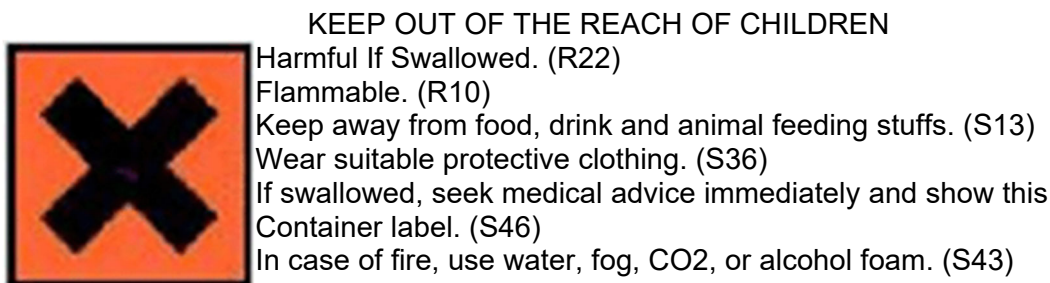 KEEP OUT OF THE REACH OF CHILDREN
Harmful If Swallowed. (R22)
Flammable. (R10)
Keep away from food, drink and animal feeding stuffs. (S13)
Wear suitable protective clothing. (S36)
If swallowed, seek medical advice immediately and show this
Container label. (S46)
In case of fire, use water, fog, CO2, or alcohol foam. (S43)